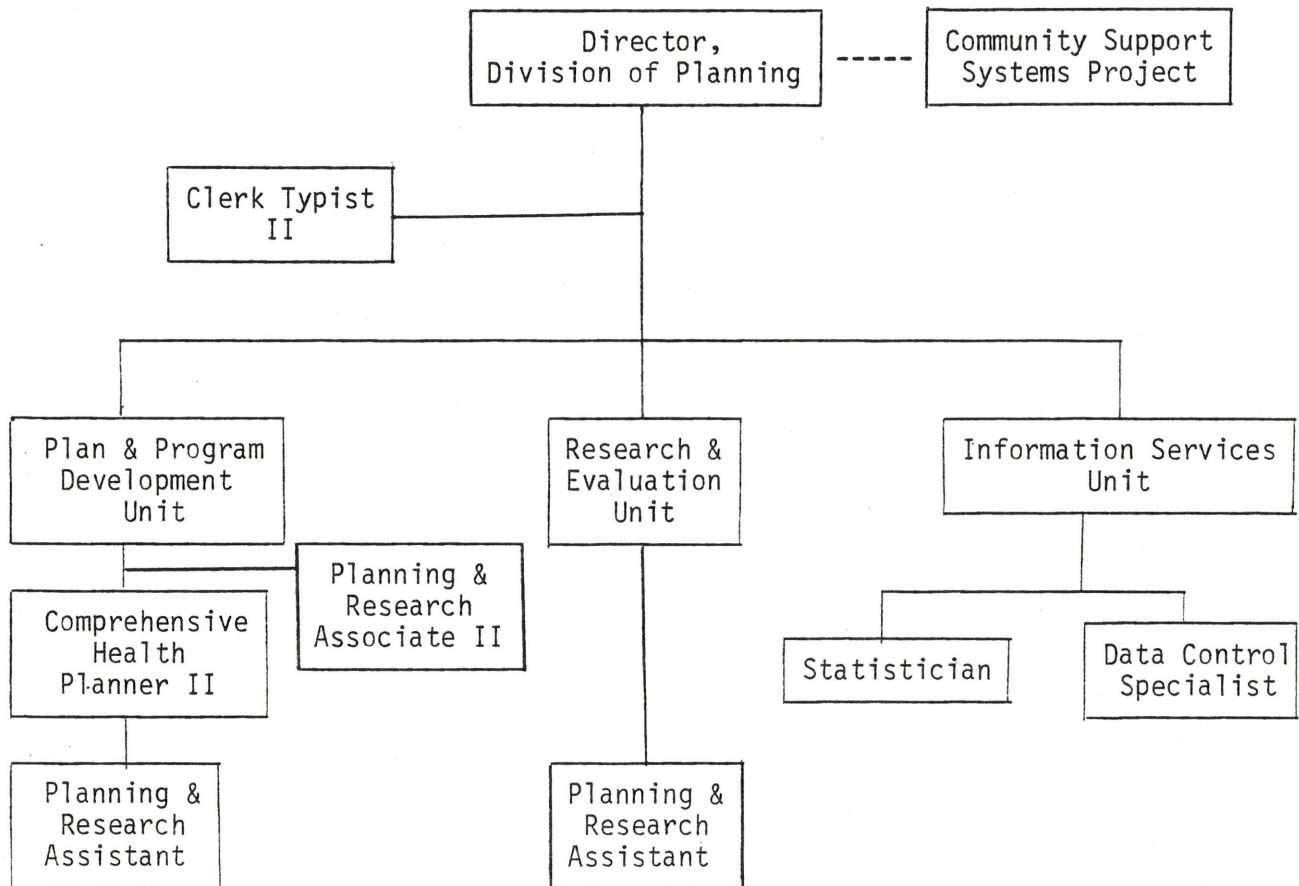 Director,
Division of Planning
Community Support
Systems Project
Clerk Typist
II
Plan & Program
Development
Unit
Research &
Evaluation
Unit
Information Services
Unit
Planning &
Research
Associate II
Comprehensive
Health
Planner II
Statistician
Data Control
Specialist
Planning &
Research
Assistant
Planning &
Research
Assistant